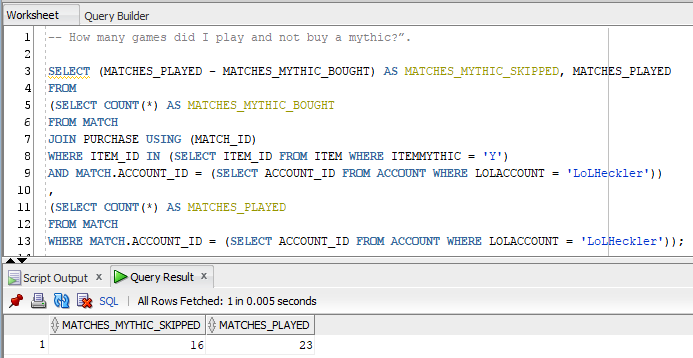 Worksheet Query Builder
1 -- How many games did I play and not buy a mythic?”.
2
3 SELECT (MATCHES_PLAYED - MATCHES_MYTHIC_BOUGHT) AS MATCHES_MYTHIC_SKIPPED, MATCHES_PLAYED
4 FROM
5 (SELECT COUNT(*) AS MATCHES_MYTHIC_BOUGHT
6 FROM MATCH
7 JOIN PURCHASE USING (MATCH_ID)
8 WHERE ITEM_ID IN (SELECT ITEM_ID FROM ITEM WHERE ITEMMYTHIC = 'Y')
9 AND MATCH.ACCOUNT_ID = (SELECT ACCOUNT_ID FROM ACCOUNT WHERE LOLACCOUNT = 'LoLHeckler'))
10 ,
11 (SELECT COUNT(*) AS MATCHES_PLAYED
12 FROM MATCH
13 WHERE MATCH.ACCOUNT_ID = (SELECT ACCOUNT_ID FROM ACCOUNT WHERE LOLACCOUNT = 'LoLHeckler'));
Script Output x Query Result x
SQL | All Rows Fetched: 1 in 0.005 seconds
MATCHES_MYTHIC_SKIPPED MATCHES_PLAYED
1 16 23